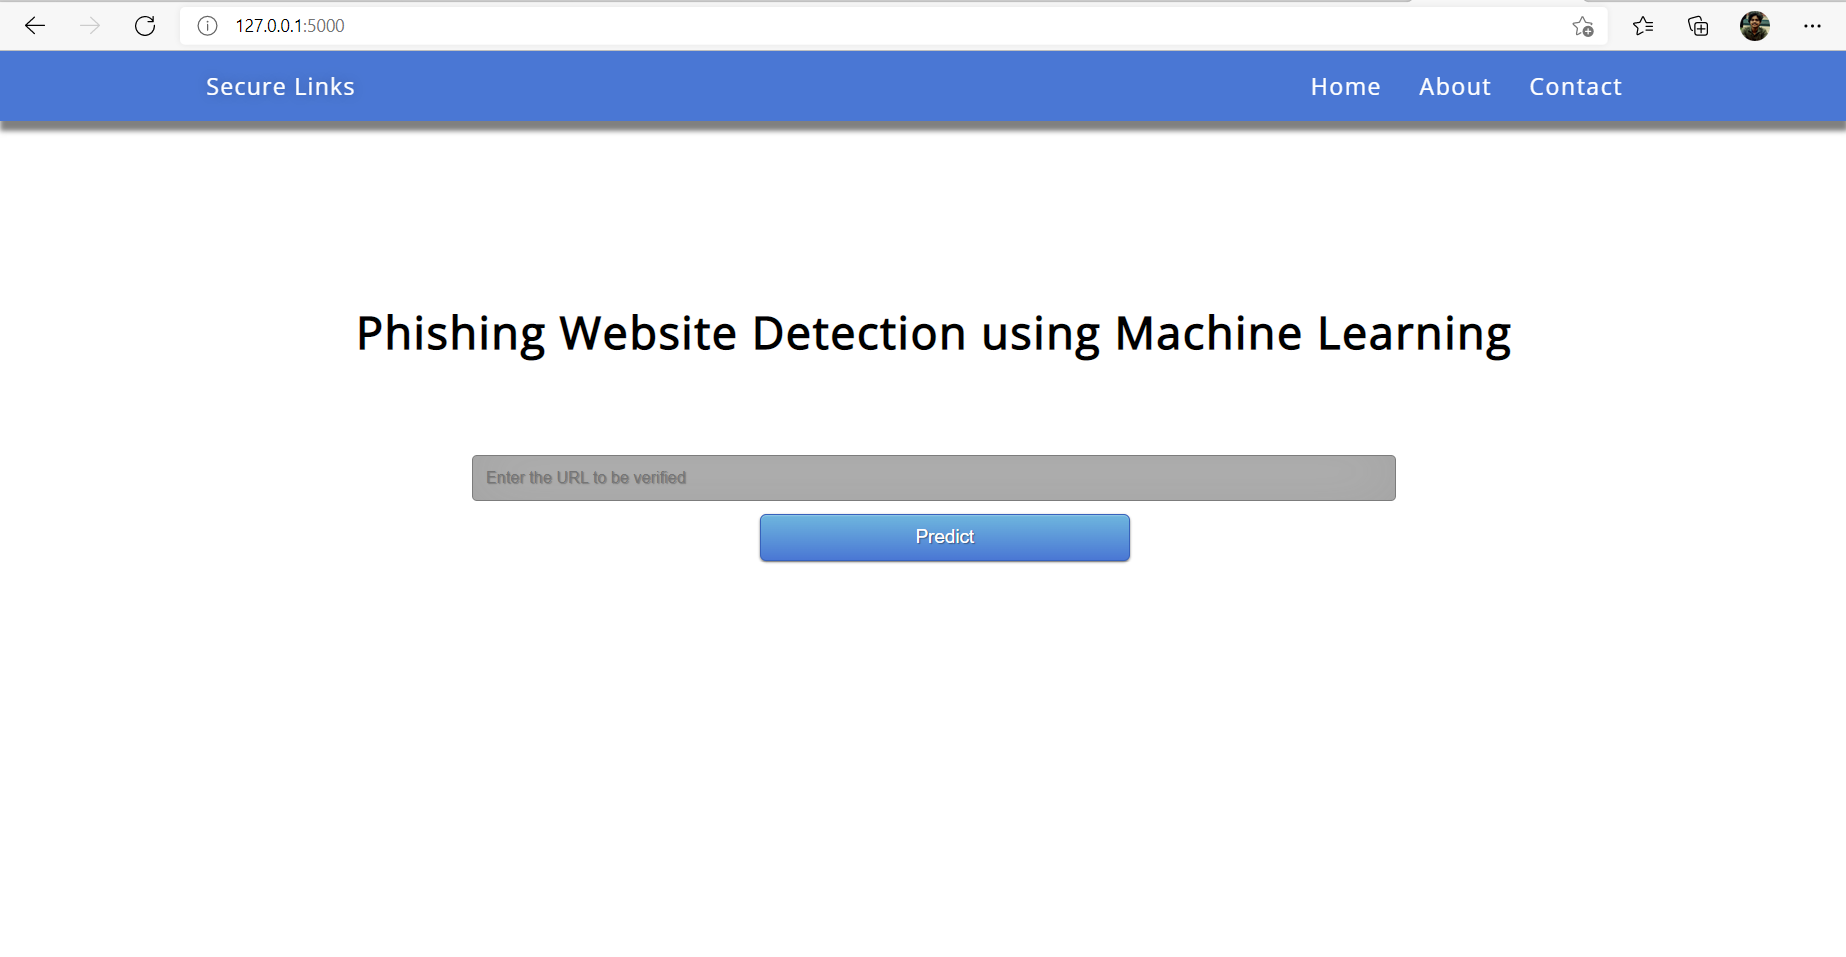 127.0.0.1:5000
Secure Links Home About Contact
Phishing Website Detection using Machine Learning
Enter the URL to be verified
Predict